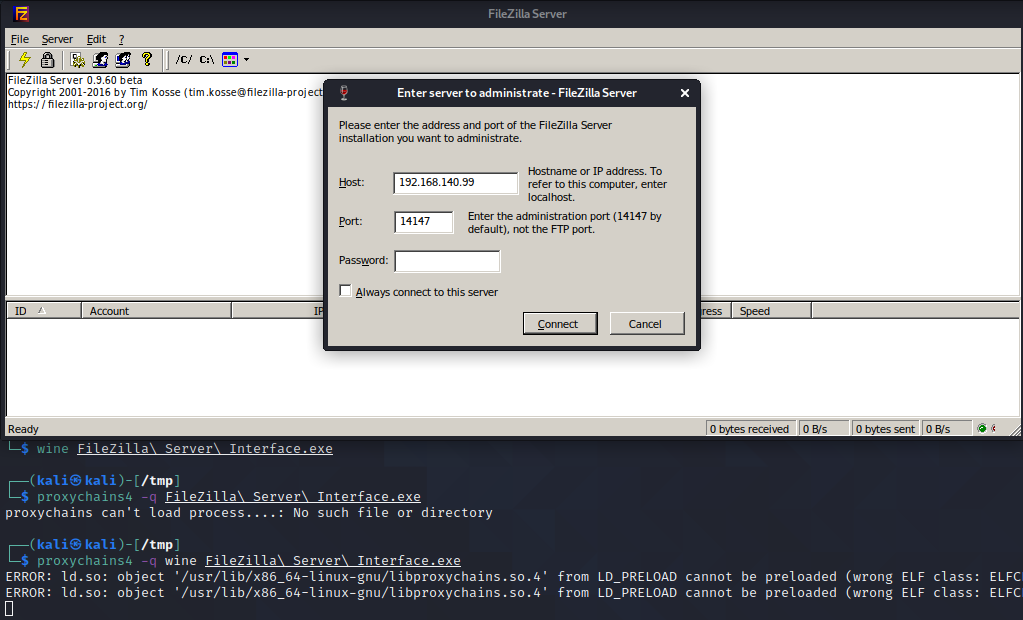 FileZilla Server
File Server Edit ?
/C/ C:\
FileZilla Server 0.9.60 beta
Copyright 2001-2016 by Tim Kosse (tim.kosse@filezilla-project
https://filezilla-project.org/
Enter server to administrate - FileZilla Server
Please enter the address and port of the FileZilla Server
installation you want to administrate.
Host: 192.168.140.99
Hostname or IP address. To
refer to this computer, enter
localhost.
Port: 14147
Enter the administration port (14147 by
default), not the FTP port.
Password:
Always connect to this server
Connect Cancel
ID Account IP ress Speed
Ready 0 bytes received 0 B/s 0 bytes sent 0 B/s
└─$ wine FileZilla\ Server\ Interface.exe
┌──(kali㉿kali)-[/tmp]
└─$ proxychains4 -q FileZilla\ Server\ Interface.exe
proxychains can't load process....: No such file or directory
┌──(kali㉿kali)-[/tmp]
└─$ proxychains4 -q wine FileZilla\ Server\ Interface.exe
ERROR: ld.so: object '/usr/lib/x86_64-linux-gnu/libproxychains.so.4' from LD_PRELOAD cannot be preloaded (wrong ELF class: ELFC
ERROR: ld.so: object '/usr/lib/x86_64-linux-gnu/libproxychains.so.4' from LD_PRELOAD cannot be preloaded (wrong ELF class: ELFC